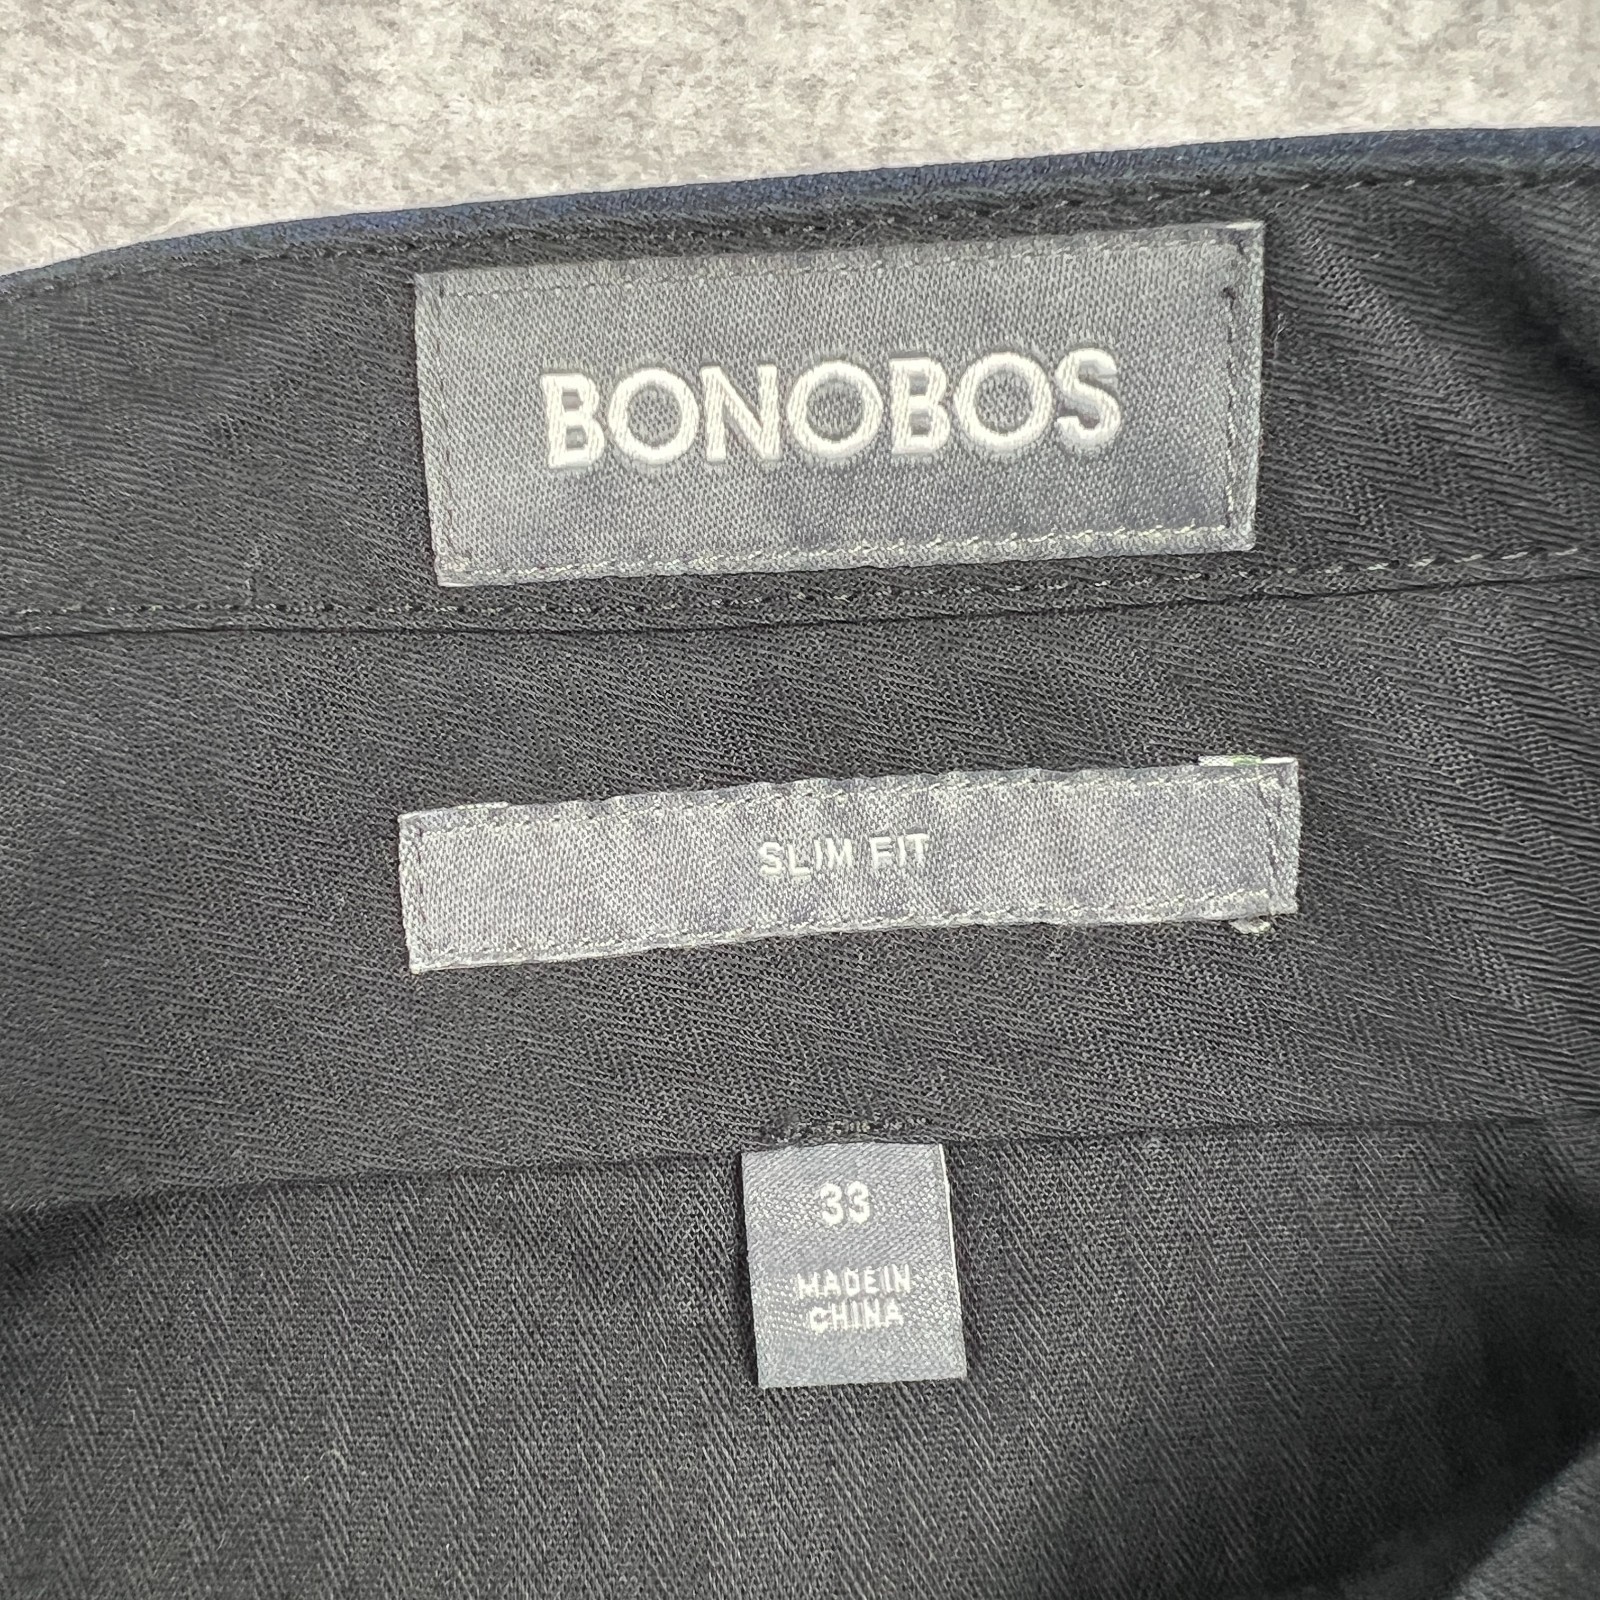 BONOBOS
SLIM FIT
33
MADE IN
CHINA